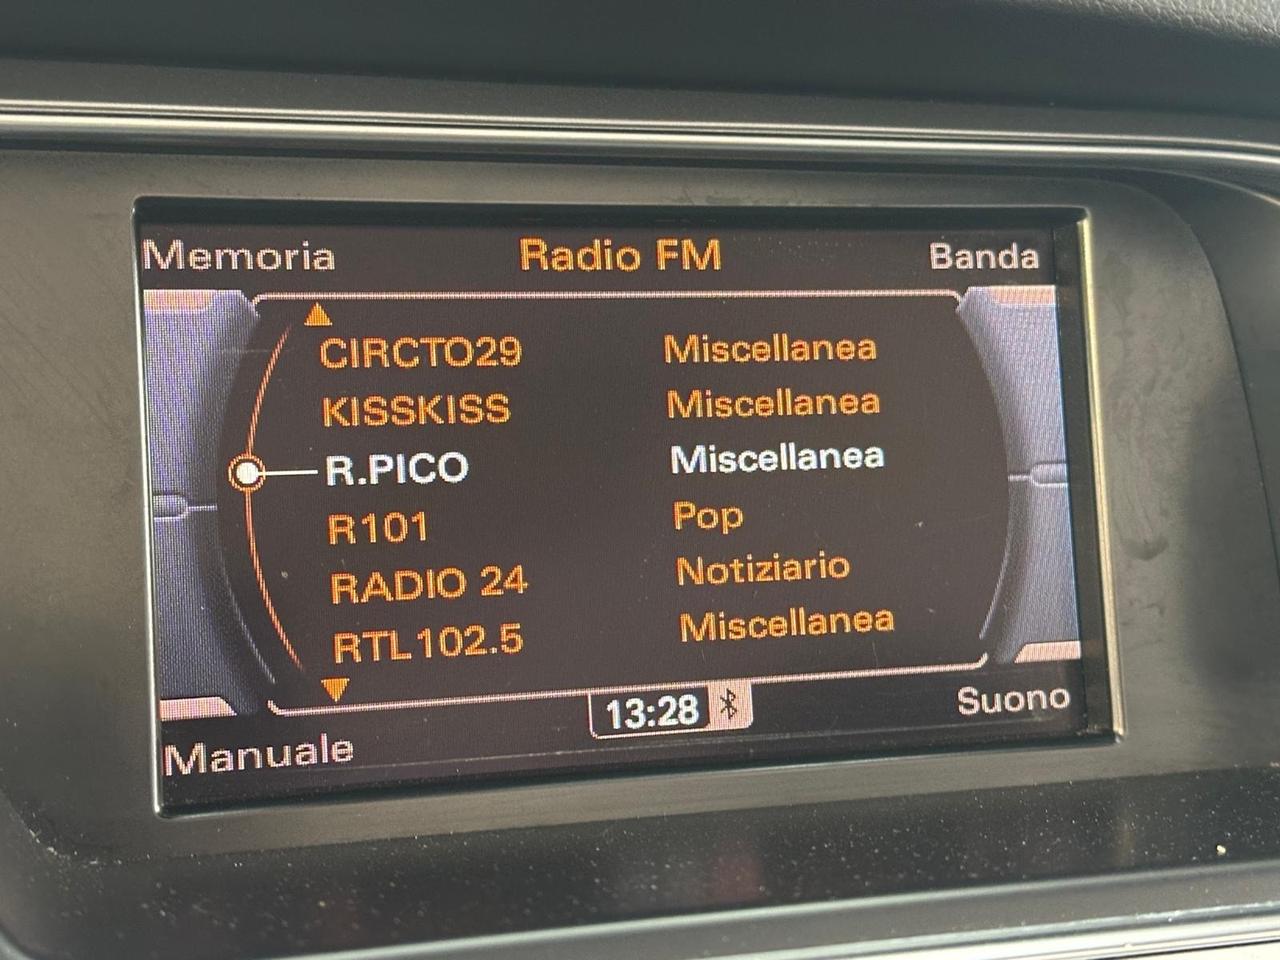 Memoria Radio FM Banda
CIRCTO29 Miscellanea
KISSKISS Miscellanea
R.PICO Miscellanea
R101 Pop
RADIO 24 Notiziario
RTL102.5 Miscellanea
Manuale 13:28 Suono